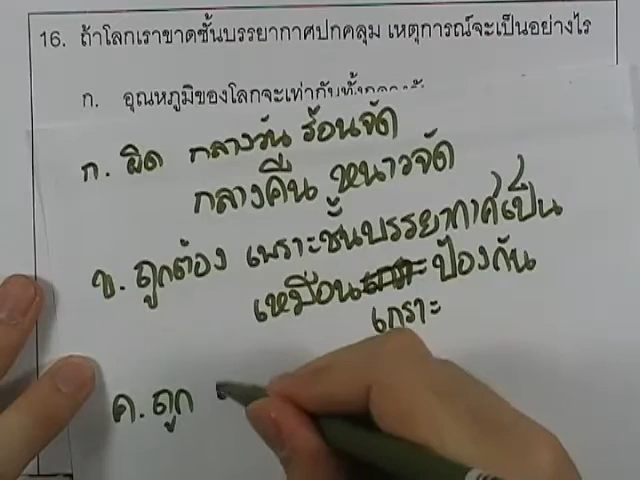 16. ถ้าโลกเราขาดชั้นบรรยากาศปกคลุม เหตุการณ์จะเป็นอย่างไร
ก. อุณหภูมิของโลกจะเท่ากันทั้งกลางวัน
ก. ผิด กลางวัน ร้อนจัด
กลางคืน หนาวจัด
ข. ถูกต้อง เพราะชั้นบรรยากาศเป็น
เหมือน ป้องกัน
เกราะ
ค. ถูก